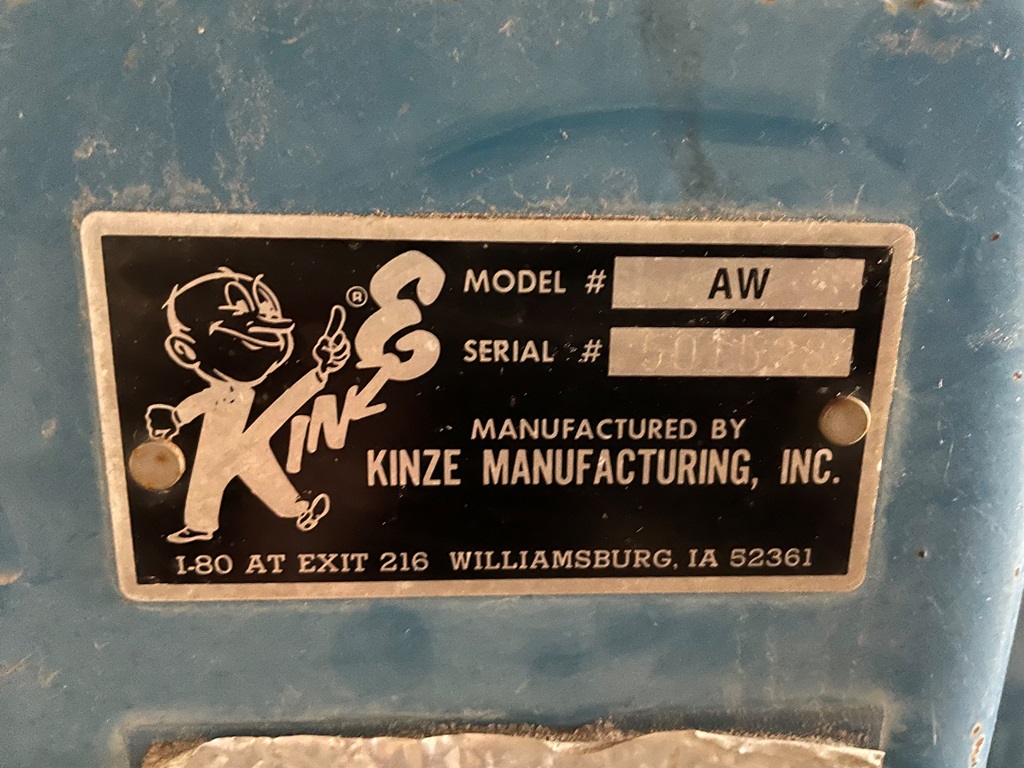 KINZE ®
MODEL # AW
SERIAL #
MANUFACTURED BY
KINZE MANUFACTURING, INC.
I-80 AT EXIT 216 WILLIAMSBURG, IA 52361